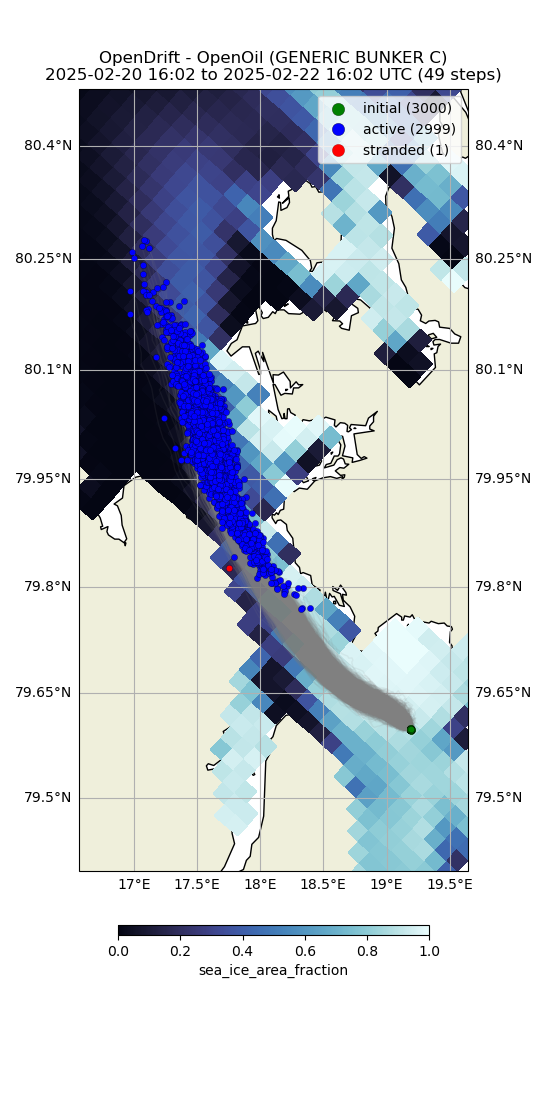 OpenDrift - OpenOil (GENERIC BUNKER C)
2025-02-20 16:02 to 2025-02-22 16:02 UTC (49 steps)
initial (3000)
active (2999)
stranded (1)
80.4°N 80.4°N
80.25°N 80.25°N
80.1°N 80.1°N
79.95°N 79.95°N
79.8°N 79.8°N
79.65°N 79.65°N
79.5°N 79.5°N
17°E 17.5°E 18°E 18.5°E 19°E 19.5°E
0.0 0.2 0.4 0.6 0.8 1.0
sea_ice_area_fraction